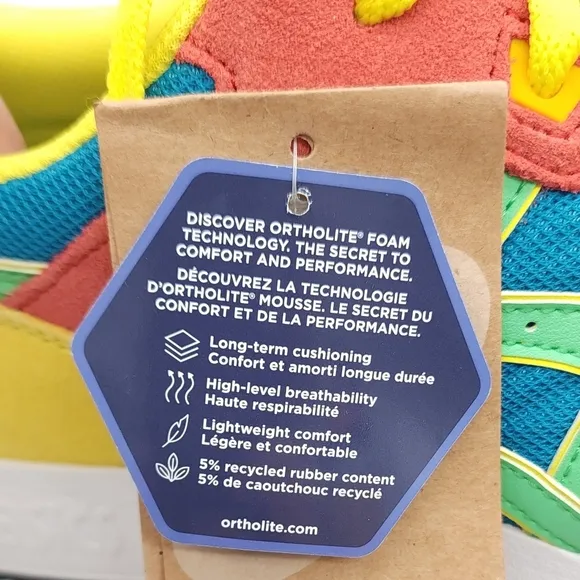 DISCOVER ORTHOLITE® FOAM
TECHNOLOGY. THE SECRET TO
COMFORT AND PERFORMANCE.
DÉCOUVREZ LA TECHNOLOGIE
D'ORTHOLITE® MOUSSE. LE SECRET DU
CONFORT ET DE LA PERFORMANCE.
Long-term cushioning
Confort et amorti longue durée
High-level breathability
Haute respirabilité
Lightweight comfort
Légère et confortable
5% recycled rubber content
5% de caoutchouc recyclé
ortholite.com